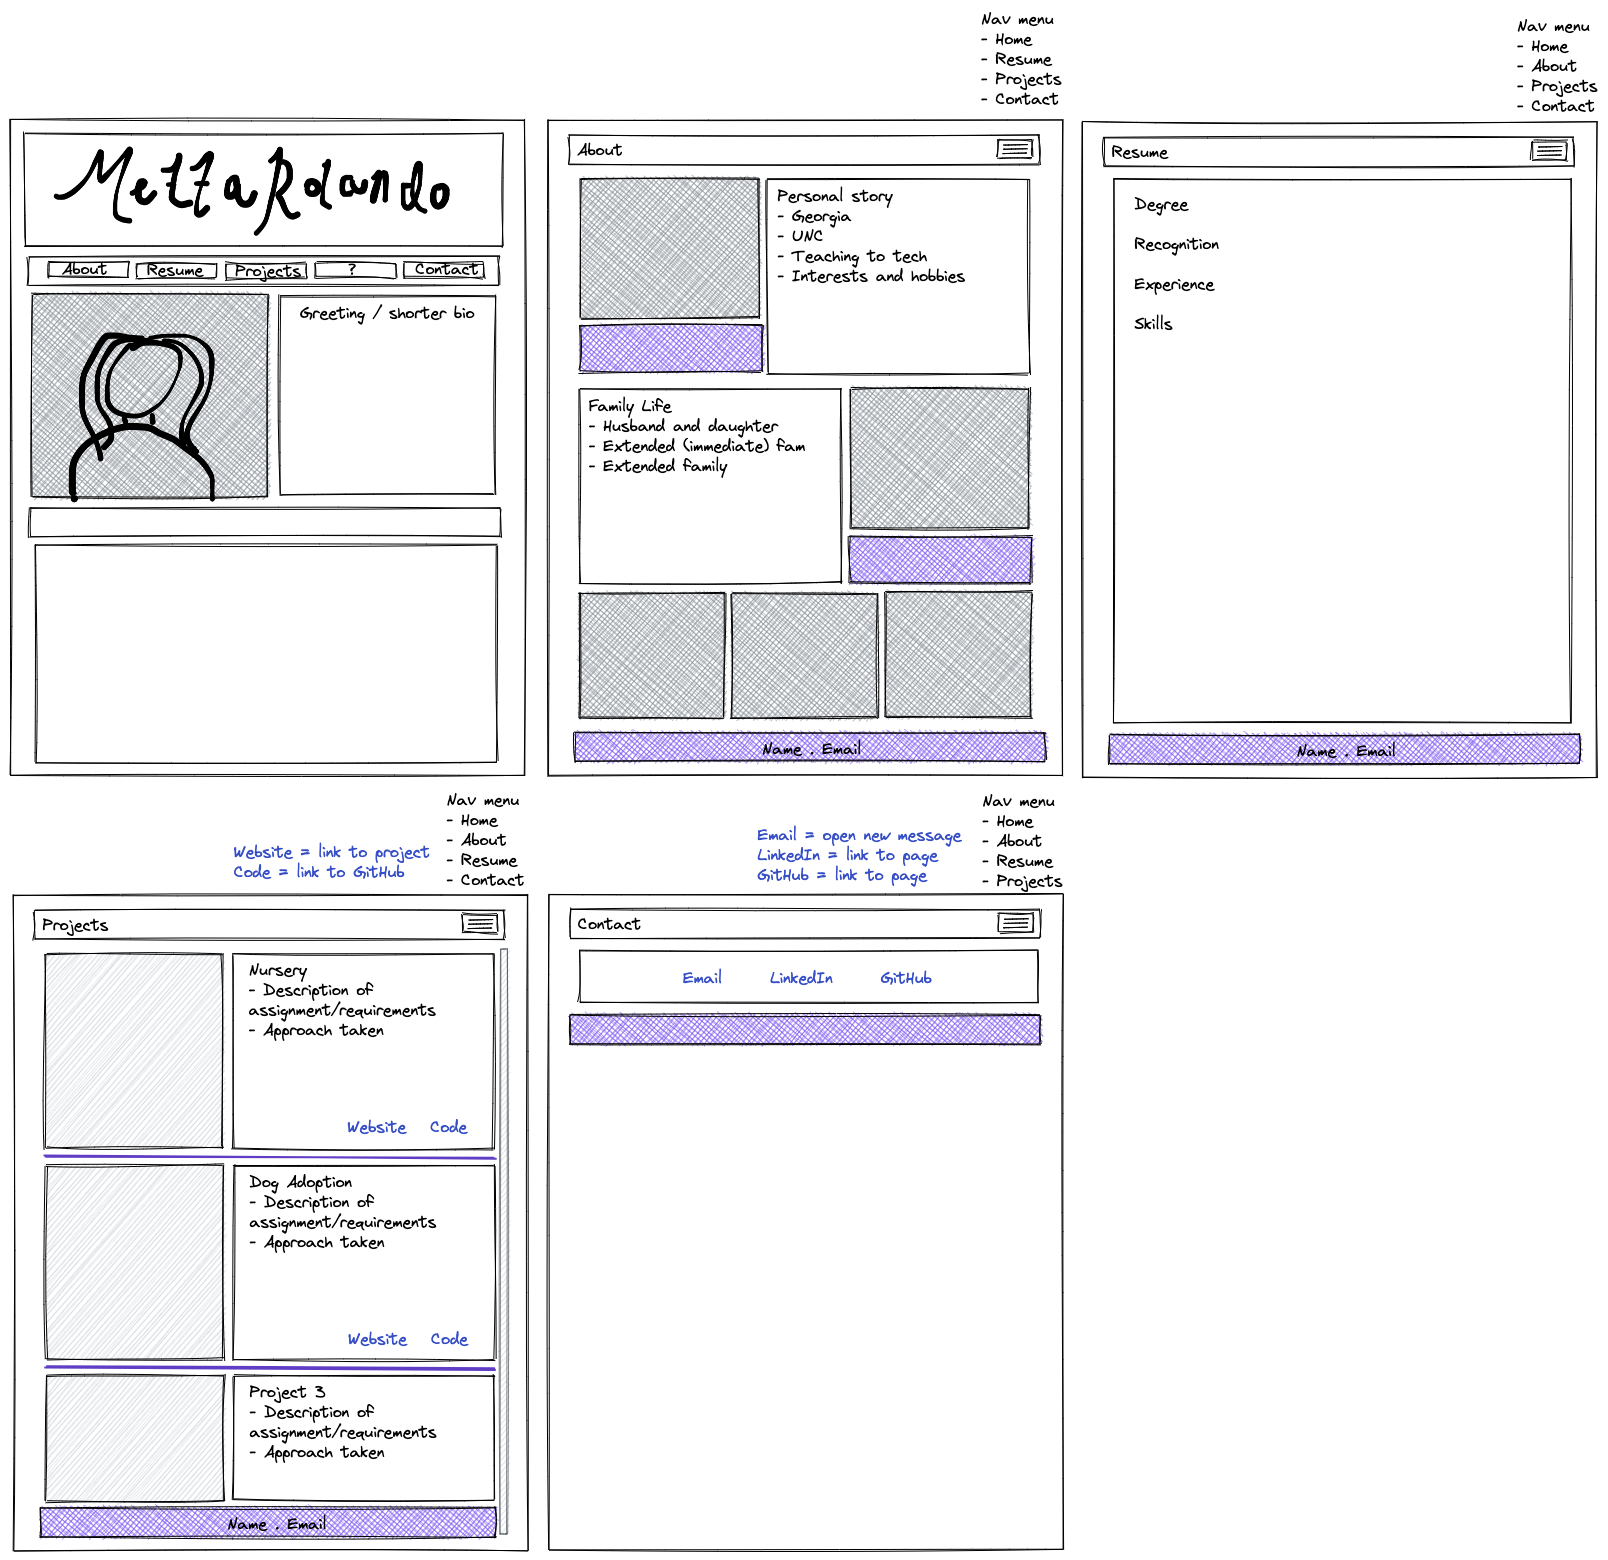 Nav menu
- Home
- Resume
- Projects
- Contact
Nav menu
- Home
- About
- Projects
- Contact
Metta Rolando
About
Resume
Projects
?
Contact
Greeting / shorter bio
About
Personal story
- Georgia
- UNC
- Teaching to tech
- Interests and hobbies
Family Life
- Husband and daughter
- Extended (immediate) fam
- Extended family
Name . Email
Resume
Degree
Recognition
Experience
Skills
Name . Email
Website = link to project
Code = link to GitHub
Nav menu
- Home
- About
- Resume
- Contact
Projects
Nursery
- Description of
assignment/requirements
- Approach taken
Website Code
Dog Adoption
- Description of
assignment/requirements
- Approach taken
Website Code
Project 3
- Description of
assignment/requirements
- Approach taken
Name . Email
Email = open new message
LinkedIn = link to page
GitHub = link to page
Nav menu
- Home
- About
- Resume
- Projects
Contact
Email LinkedIn GitHub